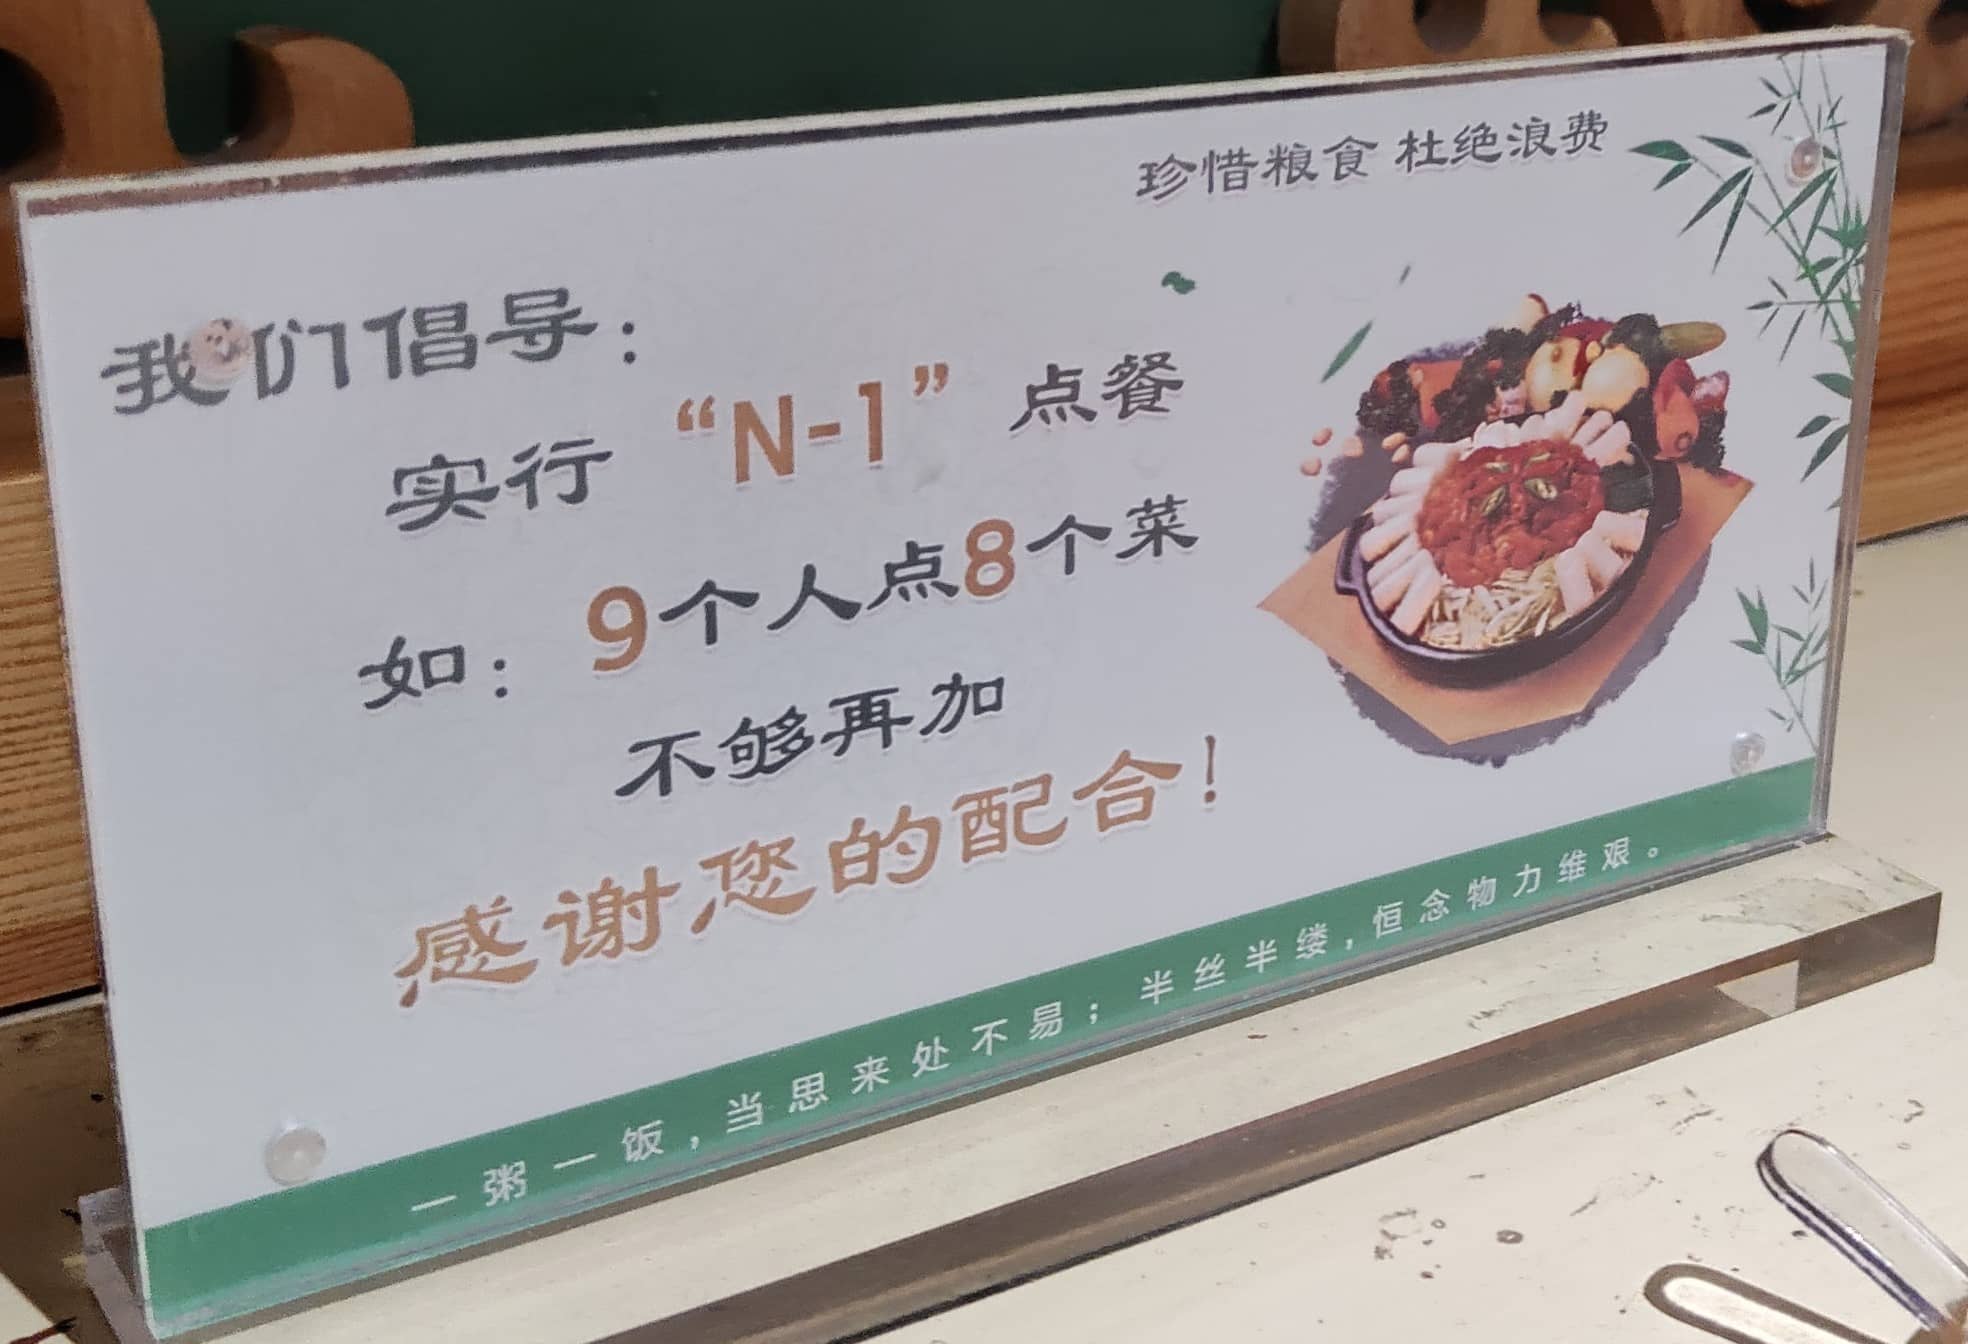 珍惜粮食 杜绝浪费
我们倡导：
实行 “N-1” 点餐
如：9个人点8个菜
不够再加
感谢您的配合！
一粥一饭，当思来处不易；半丝半缕，恒念物力维艰。